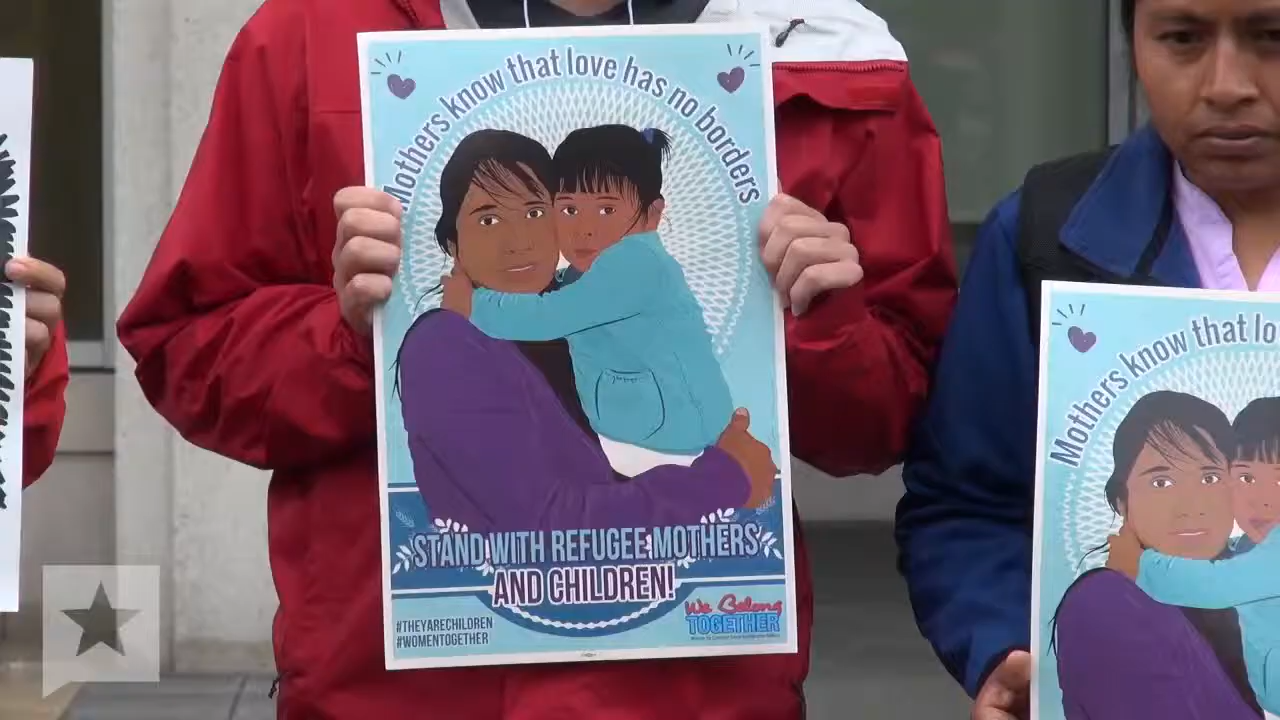 Mothers know that love has no borders
STAND WITH REFUGEE MOTHERS
AND CHILDREN!
#THEYARECHILDREN
#WOMENTOGETHER
We Belong
TOGETHER
Mothers know that lo